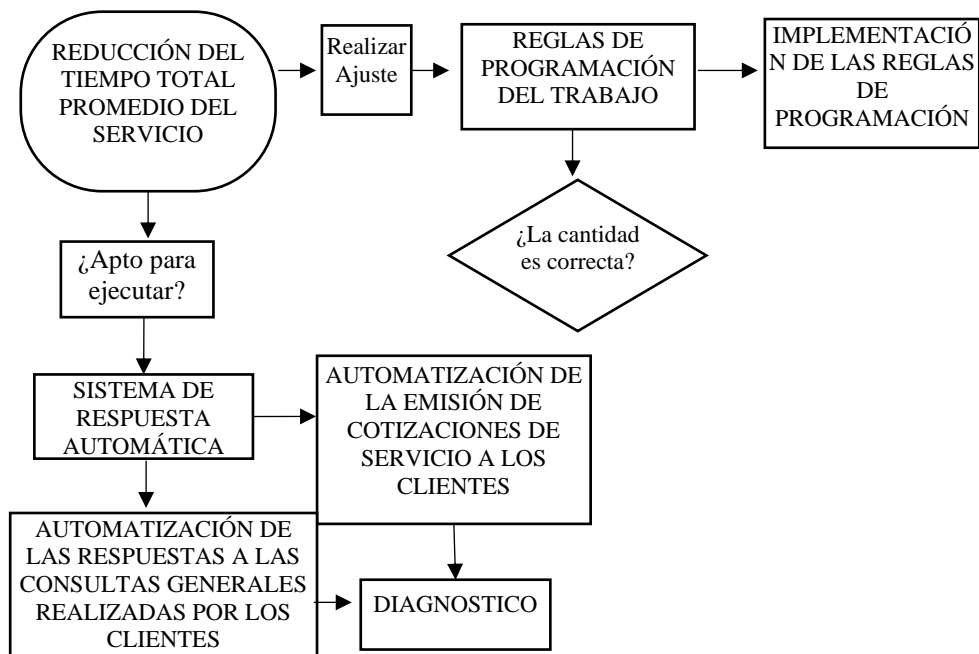 REDUCCIÓN DEL
TIEMPO TOTAL
PROMEDIO DEL
SERVICIO
Realizar
Ajuste
REGLAS DE
PROGRAMACIÓN
DEL TRABAJO
IMPLEMENTACIÓ
N DE LAS REGLAS
DE
PROGRAMACIÓN
¿La cantidad
es correcta?
¿Apto para
ejecutar?
SISTEMA DE
RESPUESTA
AUTOMÁTICA
AUTOMATIZACIÓN DE
LA EMISIÓN DE
COTIZACIONES DE
SERVICIO A LOS
CLIENTES
AUTOMATIZACIÓN DE
LAS RESPUESTAS A LAS
CONSULTAS GENERALES
REALIZADAS POR LOS
CLIENTES
DIAGNOSTICO